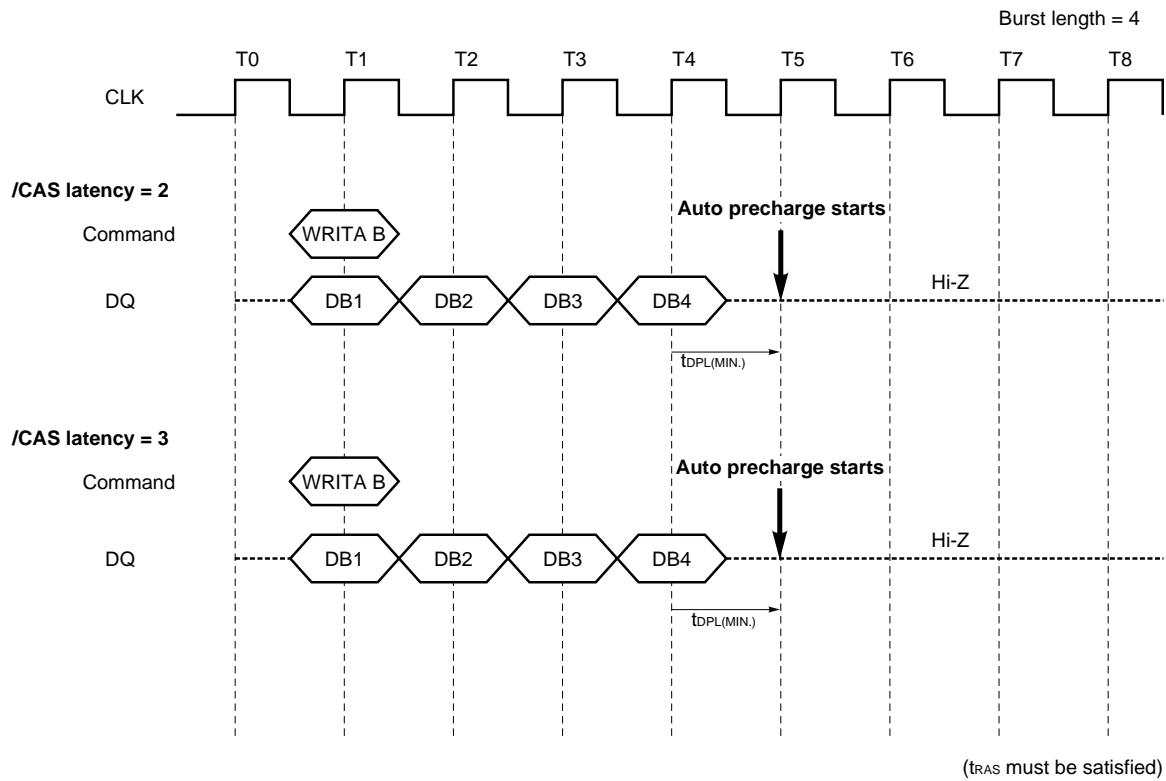 Burst length = 4
T0 T1 T2 T3 T4 T5 T6 T7 T8
CLK
/CAS latency = 2
Auto precharge starts
Command WRITA B
DQ DB1 DB2 DB3 DB4 Hi-Z
tDPL(MIN.)
/CAS latency = 3
Auto precharge starts
Command WRITA B
DQ DB1 DB2 DB3 DB4 Hi-Z
tDPL(MIN.)
(tRAS must be satisfied)